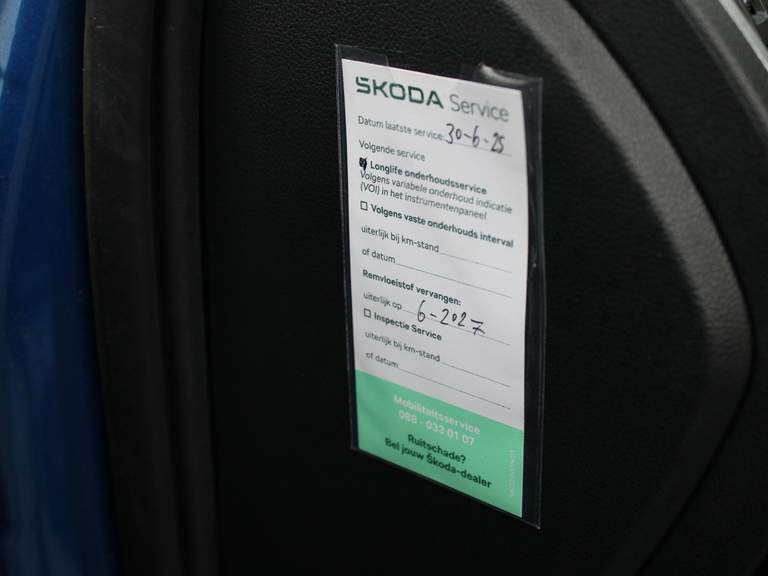 ŠKODA Service
Datum laatste service: 30-6-25
Volgende service
Longlife onderhoudsservice
Volgens variabele onderhoud indicatie
(VOI) in het instrumentenpaneel
Volgens vaste onderhouds interval
uiterlijk bij km-stand
of datum
Remvloeistof vervangen:
uiterlijk op 6-2027
Inspectie Service
uiterlijk bij km-stand
of datum
Mobiliteitsservice
088 - 033 01 07
Ruitschade?
Bel jouw Škoda-dealer